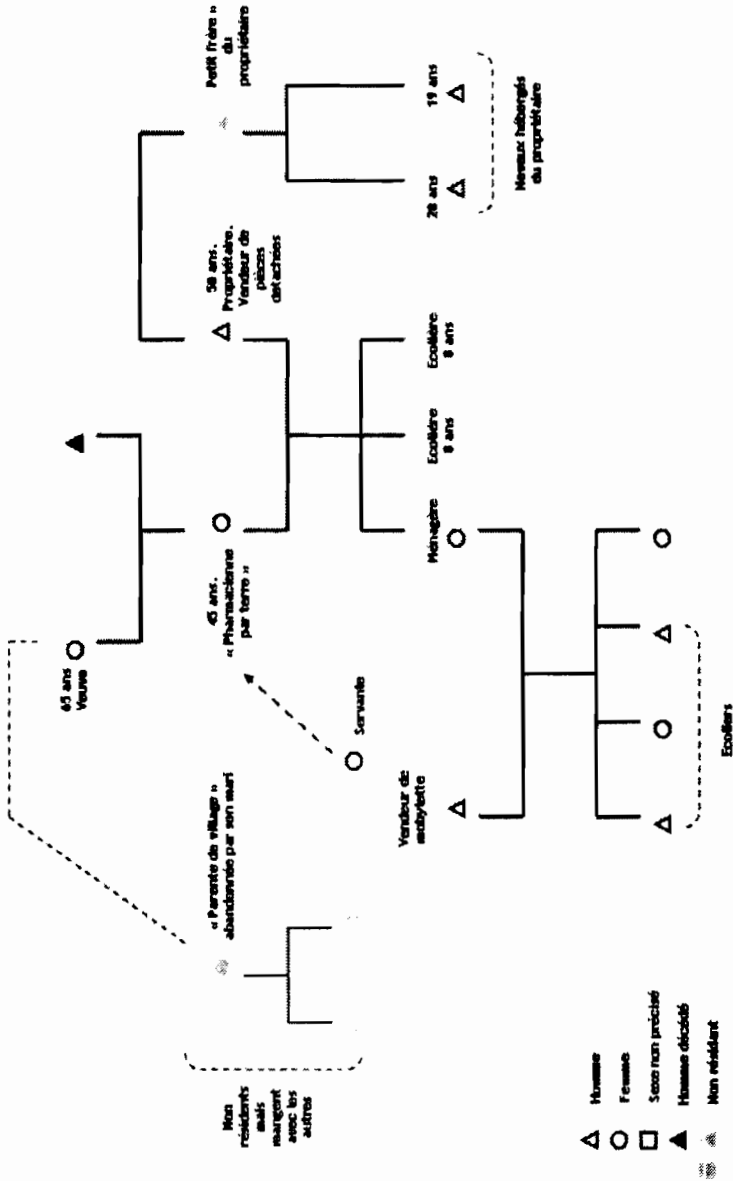 65 ans
Veuve
« Parente de village »
abandonnée par son mari
Non
résidents
mais
mangent
avec les
autres
45 ans.
« Pharmacienne
par terre »
50 ans.
Propriétaire.
Vendeur de
pièces
détachées
Petit frère »
du
propriétaire
Servante
Vendeur de
mobylette
Ménagère
Ecolière
8 ans
Ecolière
8 ans
20 ans
19 ans
Neveux hébergés
du propriétaire
Ecoliers
Homme
Femme
Sexe non précisé
Homme décédé
Non résidant